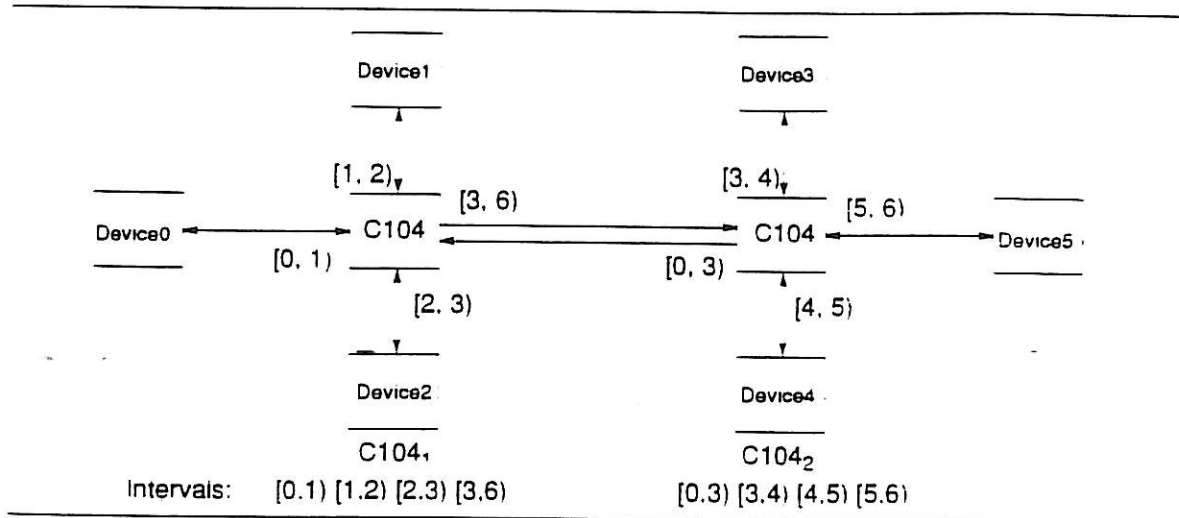 Device1 Device3
[1, 2) [3, 4)
[3, 6) [5, 6)
Device0 C104 C104 Device5
[0, 1) [0, 3)
[2, 3) [4, 5)
Device2 Device4
C104₁ C104₂
Intervals: [0.1) [1,2) [2.3) [3,6) [0,3) [3,4) [4,5) [5.6)